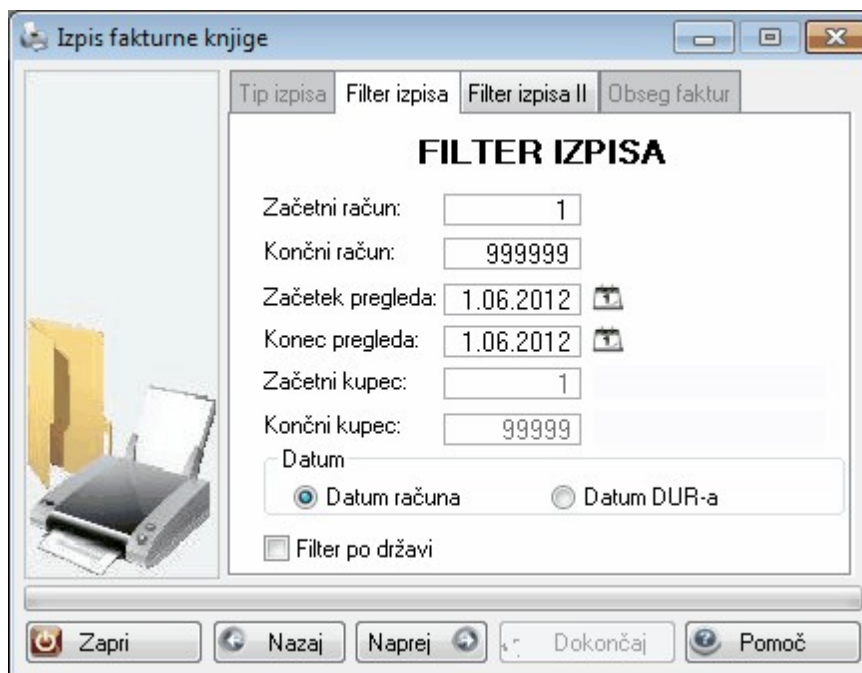 Izpis fakturne knjige
Tip izpisa Filter izpisa Filter izpisa II Obseg faktur
FILTER IZPISA
Začetni račun: 1
Končni račun: 999999
Začetek pregleda: 1.06.2012
Konec pregleda: 1.06.2012
Začetni kupec: 1
Končni kupec: 99999
Datum
Datum računa Datum DUR-a
Filter po državi
Zapri Nazaj Naprej Dokončaj Pomoč